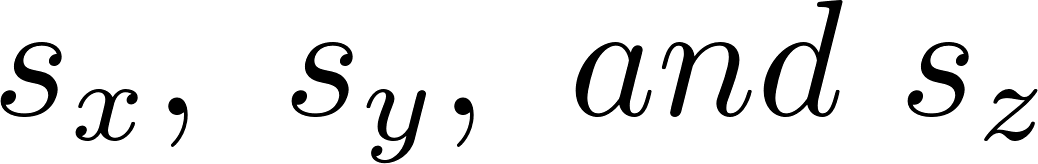 s_x, s_y, and s_z